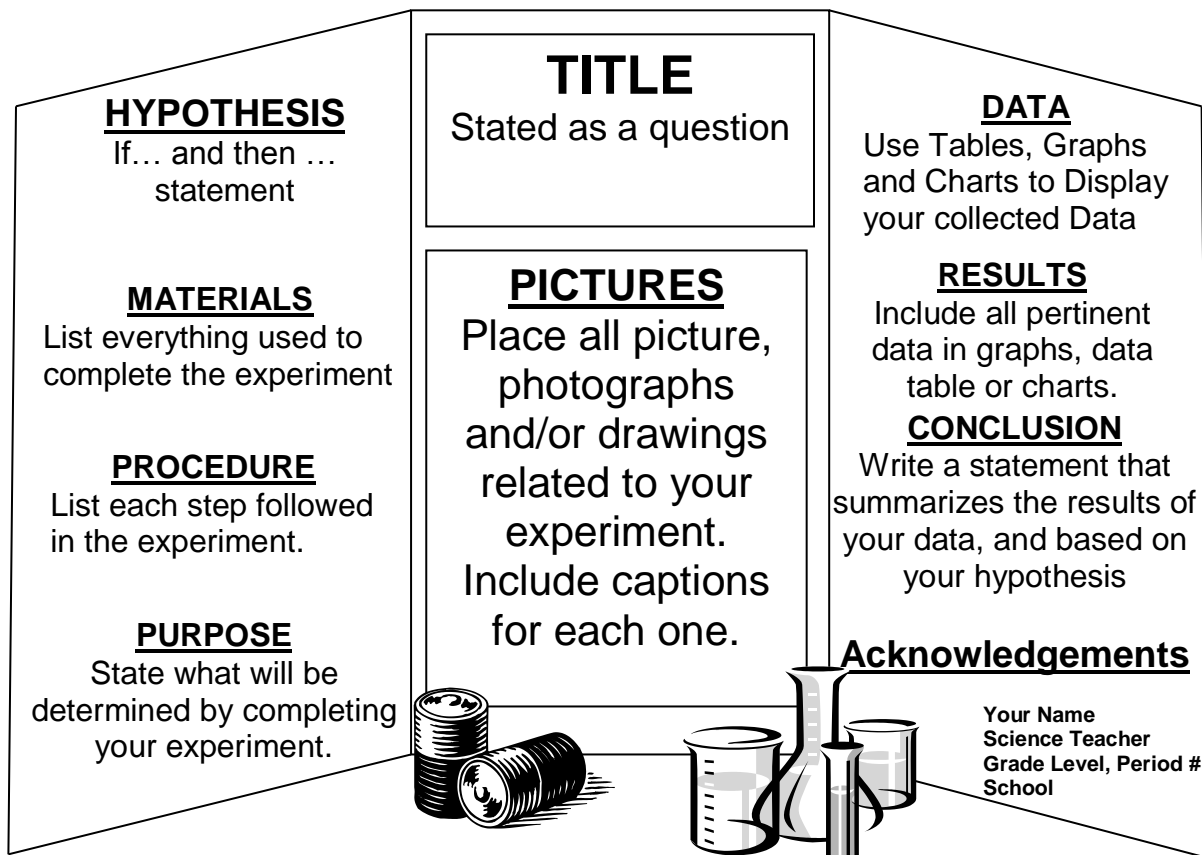 HYPOTHESIS
If… and then …
statement
MATERIALS
List everything used to
complete the experiment
PROCEDURE
List each step followed
in the experiment.
PURPOSE
State what will be
determined by completing
your experiment.
TITLE
Stated as a question
PICTURES
Place all picture,
photographs
and/or drawings
related to your
experiment.
Include captions
for each one.
DATA
Use Tables, Graphs
and Charts to Display
your collected Data
RESULTS
Include all pertinent
data in graphs, data
table or charts.
CONCLUSION
Write a statement that
summarizes the results of
your data, and based on
your hypothesis
Acknowledgements
Your Name
Science Teacher
Grade Level, Period #
School